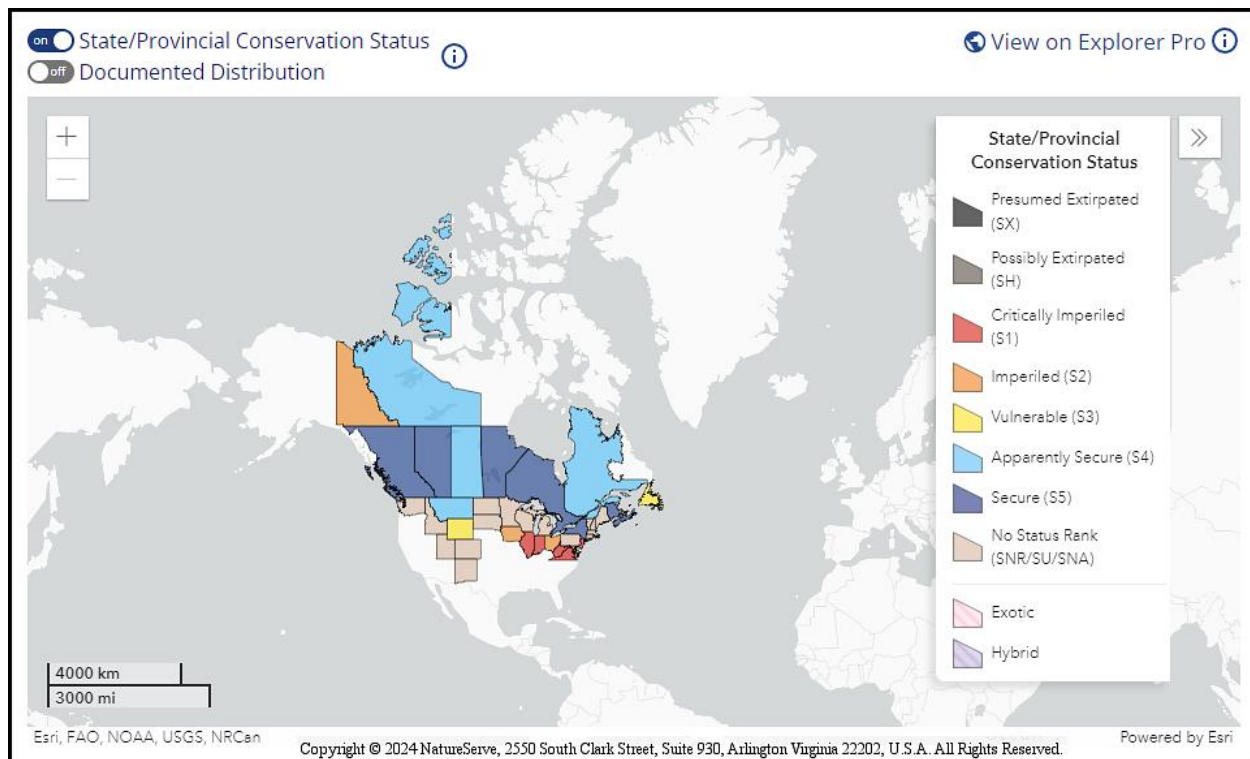 on State/Provincial Conservation Status
off Documented Distribution
View on Explorer Pro
State/Provincial
Conservation Status
Presumed Extirpated
(SX)
Possibly Extirpated
(SH)
Critically Imperiled
(S1)
Imperiled (S2)
Vulnerable (S3)
Apparently Secure (S4)
Secure (S5)
No Status Rank
(SNR/SU/SNA)
Exotic
Hybrid
4000 km
3000 mi
Esri, FAO, NOAA, USGS, NRCan
Powered by Esri
Copyright © 2024 NatureServe, 2550 South Clark Street, Suite 930, Arlington Virginia 22202, U.S.A. All Rights Reserved.